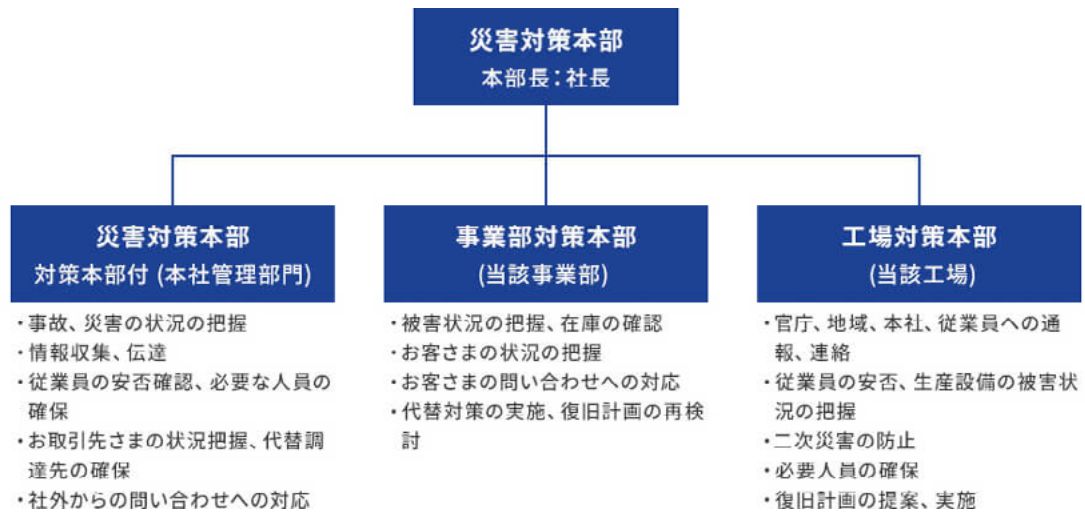 災害対策本部
本部長：社長
災害対策本部
対策本部付 (本社管理部門)
・事故、災害の状況の把握
・情報収集、伝達
・従業員の安否確認、必要な人員の
確保
・お取引先さまの状況把握、代替調
達先の確保
・社外からの問い合わせへの対応
事業部対策本部
(当該事業部)
・被害状況の把握、在庫の確認
・お客さまの状況の把握
・お客さまの問い合わせへの対応
・代替対策の実施、復旧計画の再検
討
工場対策本部
(当該工場)
・官庁、地域、本社、従業員への通
報、連絡
・従業員の安否、生産設備の被害状
況の把握
・二次災害の防止
・必要人員の確保
・復旧計画の提案、実施